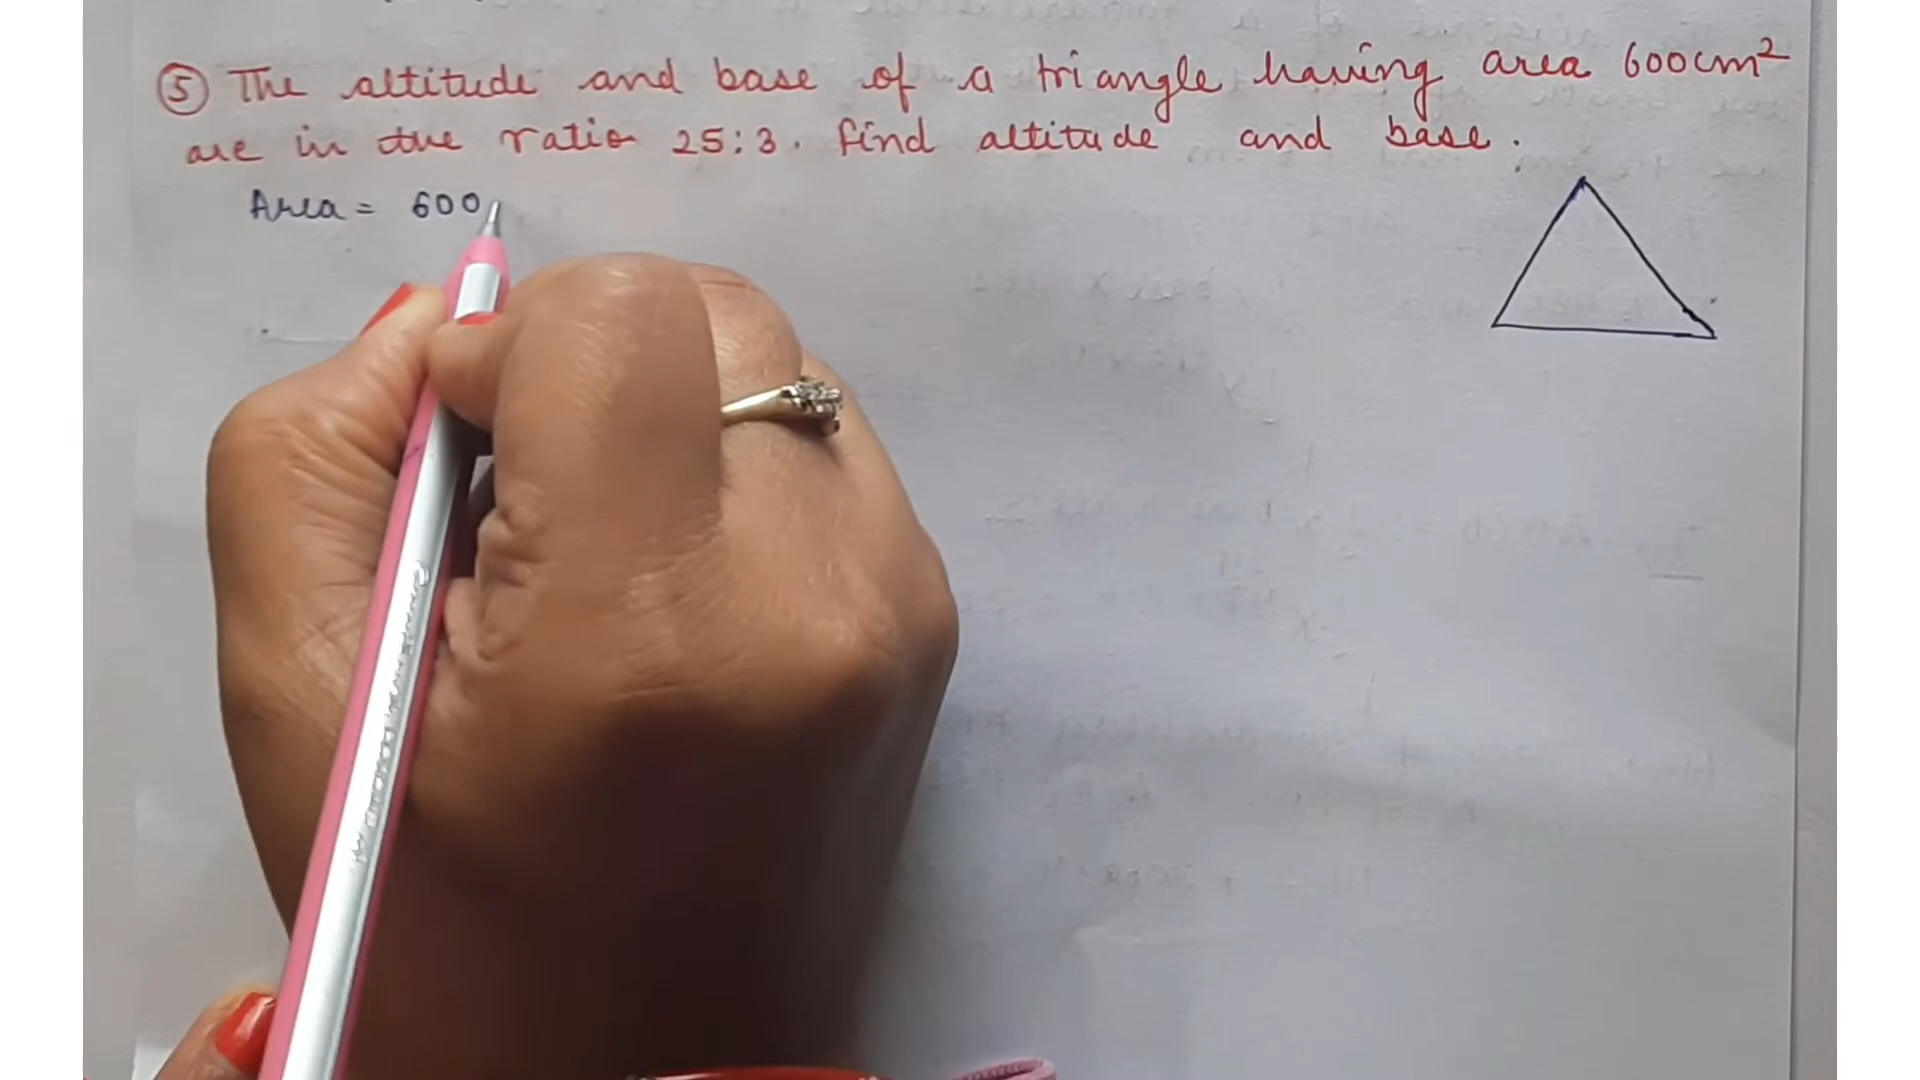 ⑤ The altitude and base of a triangle having area 600cm²
are in the ratio 25:3. Find altitude and base.
Area = 600